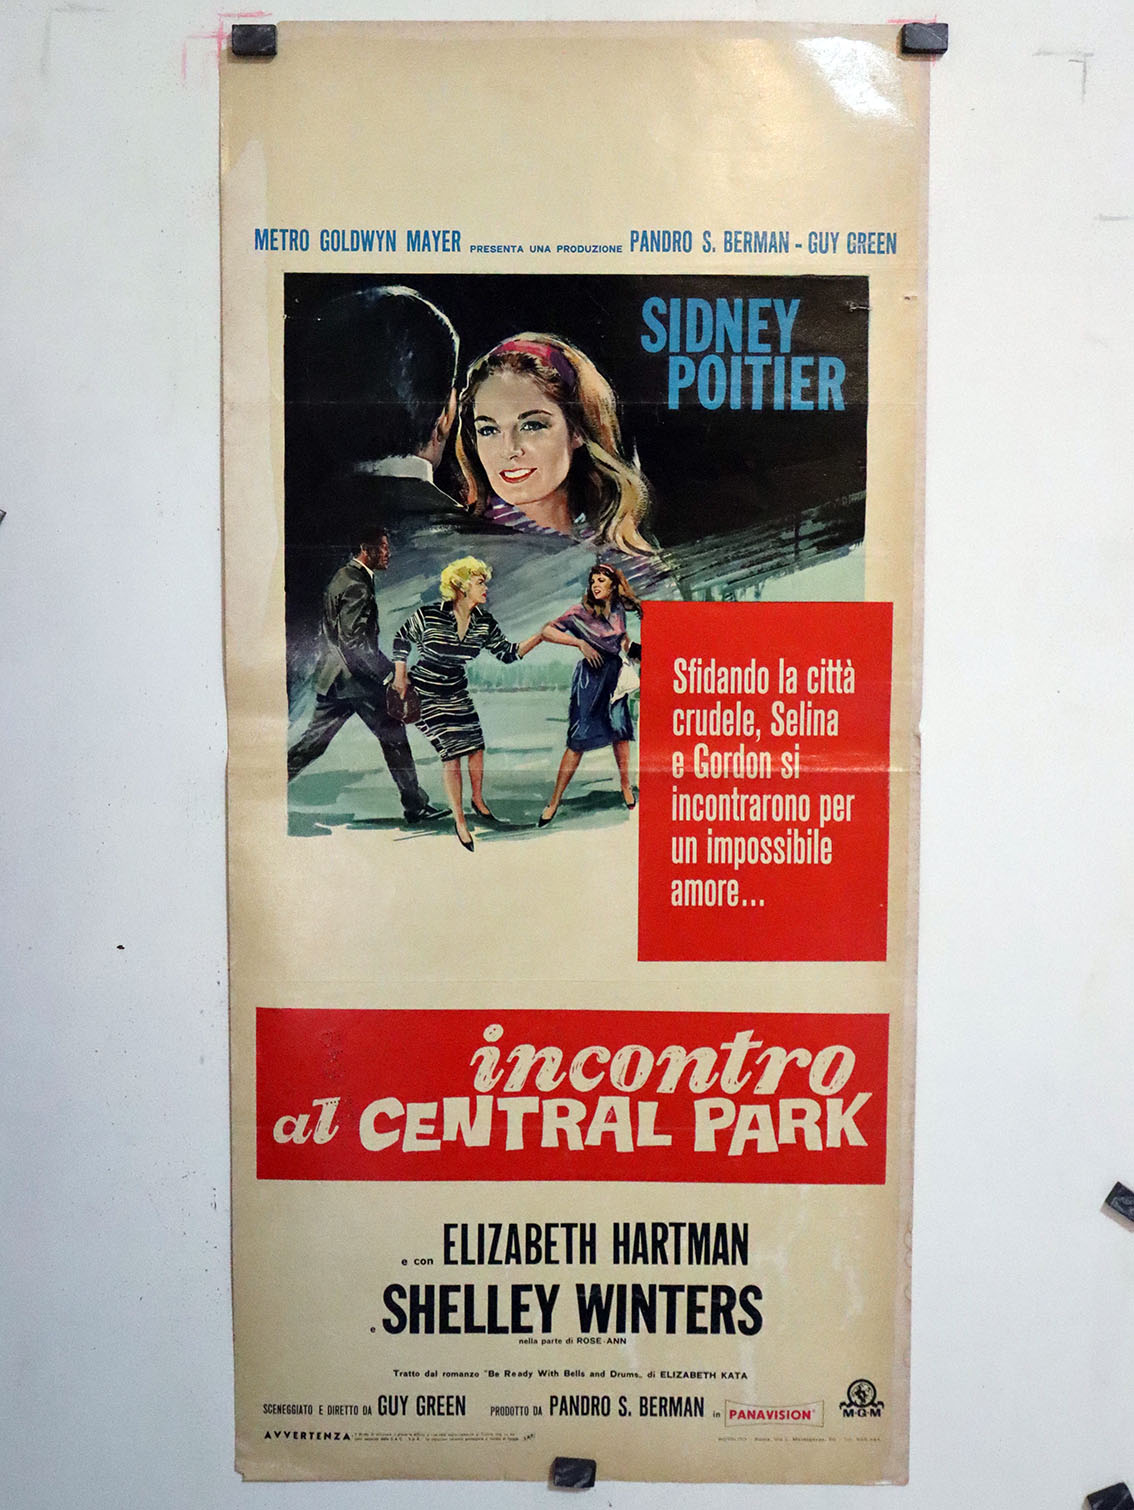 METRO GOLDWYN MAYER PRESENTA UNA PRODUZIONE PANDRO S. BERMAN - GUY GREEN
SIDNEY
POITIER
Sfidando la città
crudele, Selina
e Gordon si
incontrarono per
un impossibile
amore...
incontro
al CENTRAL PARK
e con ELIZABETH HARTMAN
e SHELLEY WINTERS
nella parte di ROSE-ANN
Tratto dal romanzo "Be Ready With Bells and Drums„ di ELIZABETH KATA
SCENEGGIATO E DIRETTO DA GUY GREEN PRODOTTO DA PANDRO S. BERMAN in PANAVISION®
M-G-M
AVVERTENZA